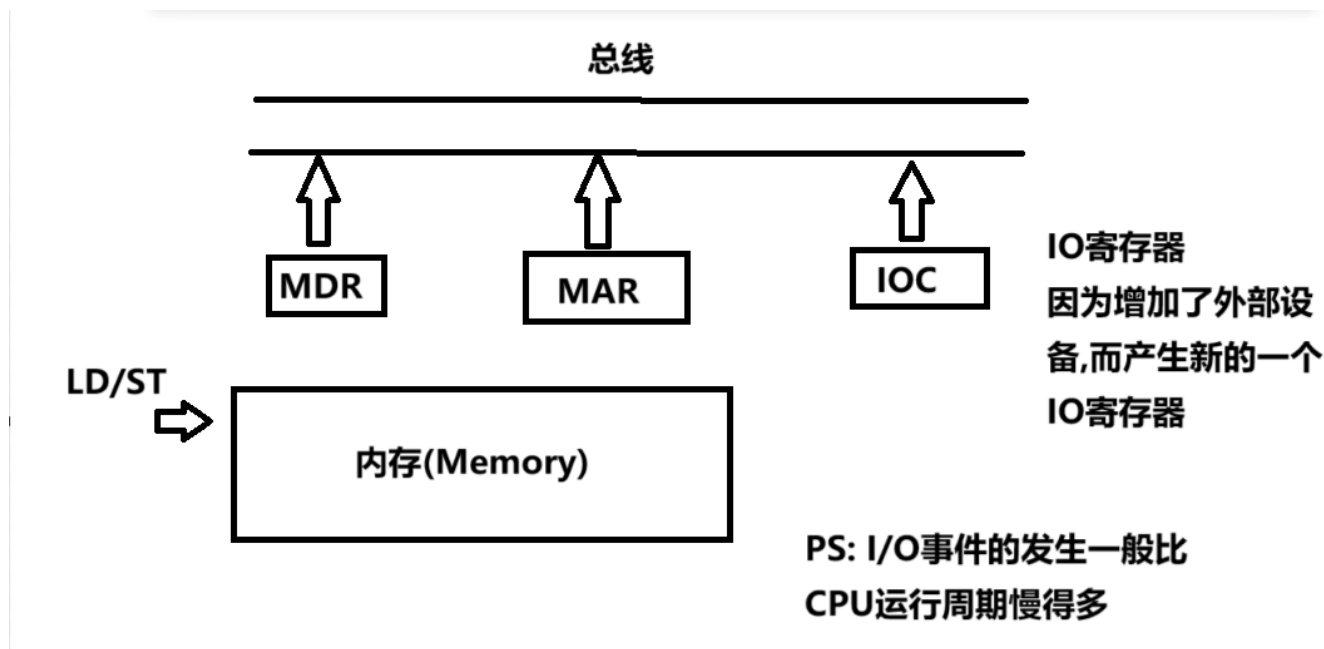 总线
MDR
MAR
IOC
IO寄存器
因为增加了外部设
备,而产生新的一个
IO寄存器
LD/ST
内存(Memory)
PS: I/O事件的发生一般比
CPU运行周期慢得多